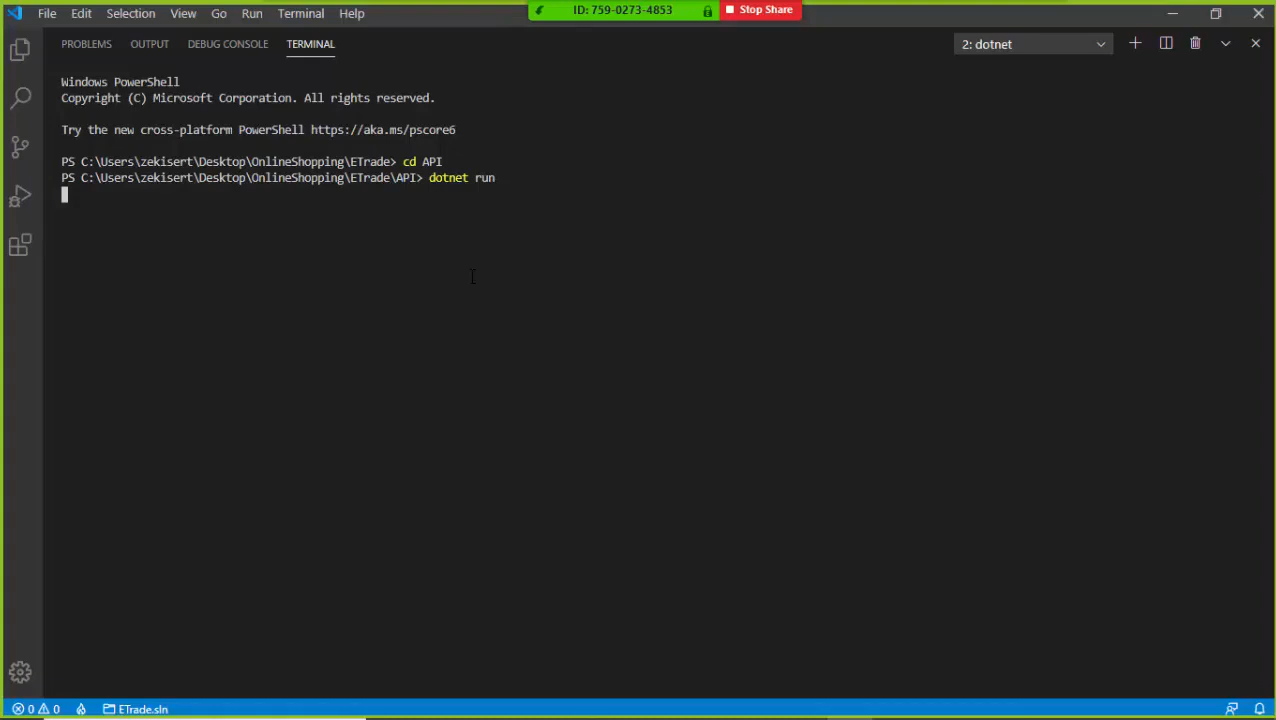 File Edit Selection View Go Run Terminal Help
ID: 759-0273-4853 Stop Share
PROBLEMS OUTPUT DEBUG CONSOLE TERMINAL 2: dotnet
Windows PowerShell
Copyright (C) Microsoft Corporation. All rights reserved.
Try the new cross-platform PowerShell https://aka.ms/pscore6
PS C:\Users\zekisert\Desktop\OnlineShopping\ETrade> cd API
PS C:\Users\zekisert\Desktop\OnlineShopping\ETrade\API> dotnet run
0 0 ETrade.sln